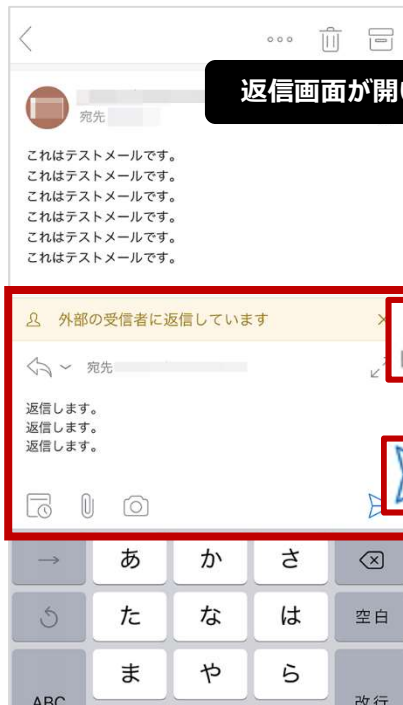 返信画面が開い
宛先
これはテストメールです。
これはテストメールです。
これはテストメールです。
これはテストメールです。
これはテストメールです。
これはテストメールです。
外部の受信者に返信しています
宛先
返信します。
返信します。
返信します。
→ あ か さ
た な は 空白
ま や ら
ABC 改行